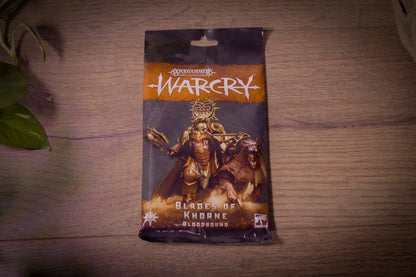 WARHAMMER
WARCRY
BLADES OF
KHORNE
BLOODBOUND